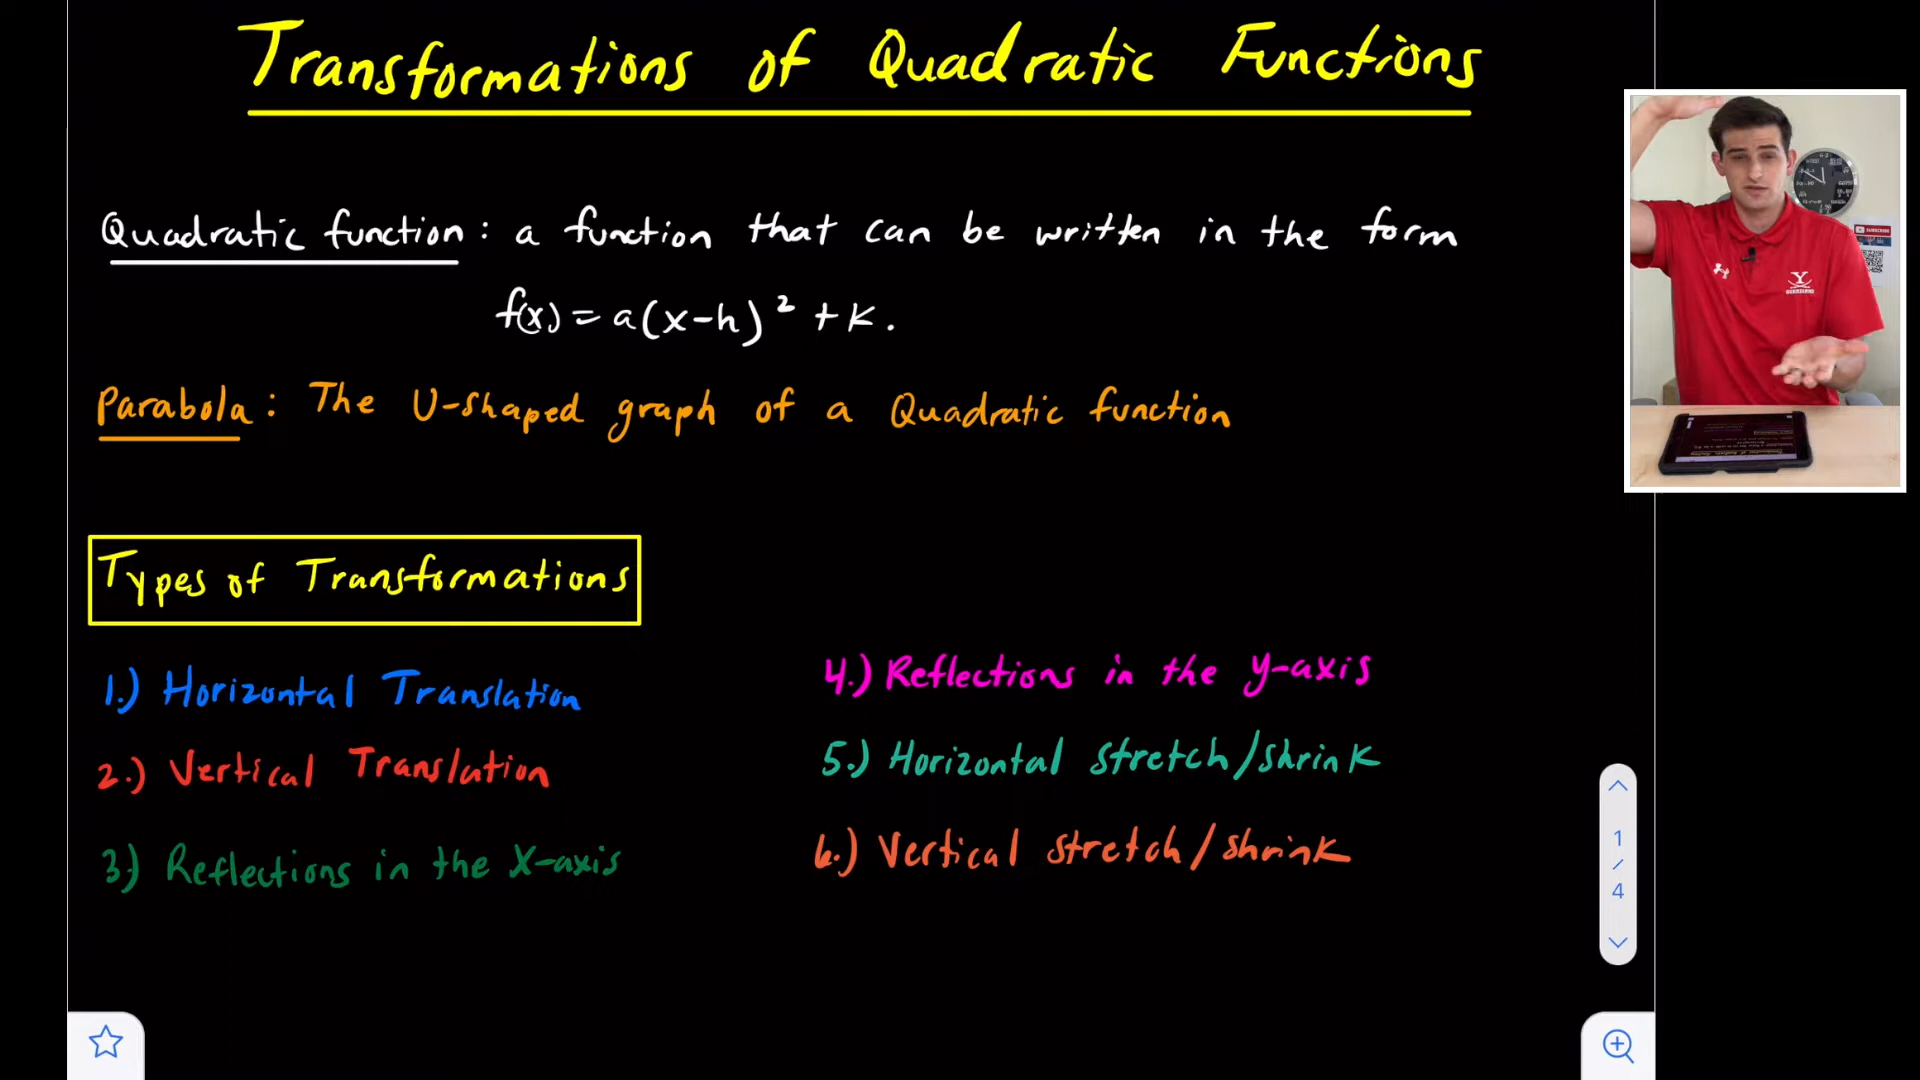 Transformations of Quadratic Functions
Quadratic function: a function that can be written in the form
f(x) = a(x-h)² + k.
Parabola: The U-shaped graph of a Quadratic function
Types of Transformations
1.) Horizontal Translation
2.) Vertical Translation
3.) Reflections in the x-axis
4.) Reflections in the y-axis
5.) Horizontal stretch/shrink
6.) Vertical stretch/shrink
1
/
4
Y
SUBSCRIBE